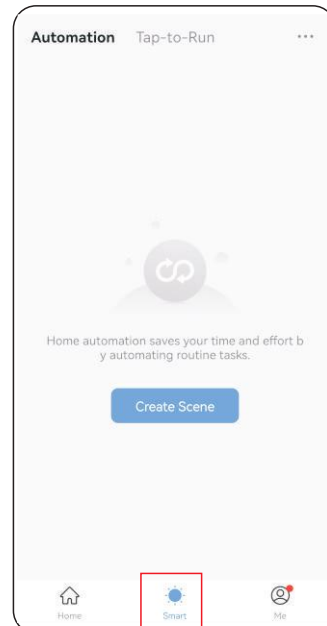 Automation Tap-to-Run ...
Home automation saves your time and effort b
y automating routine tasks.
Create Scene
Home Smart Me